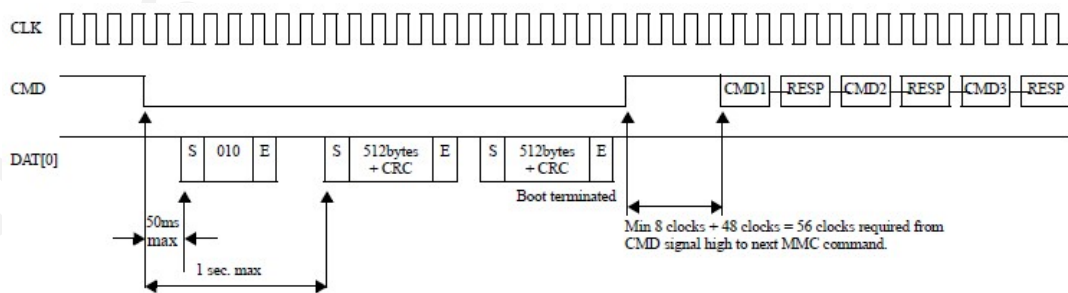 CLK
CMD
CMD1 RESP CMD2 RESP CMD3 RESP
DAT[0]
S 010 E
S 512bytes + CRC E
S 512bytes + CRC E
Boot terminated
50ms
max
1 sec. max
Min 8 clocks + 48 clocks = 56 clocks required from
CMD signal high to next MMC command.